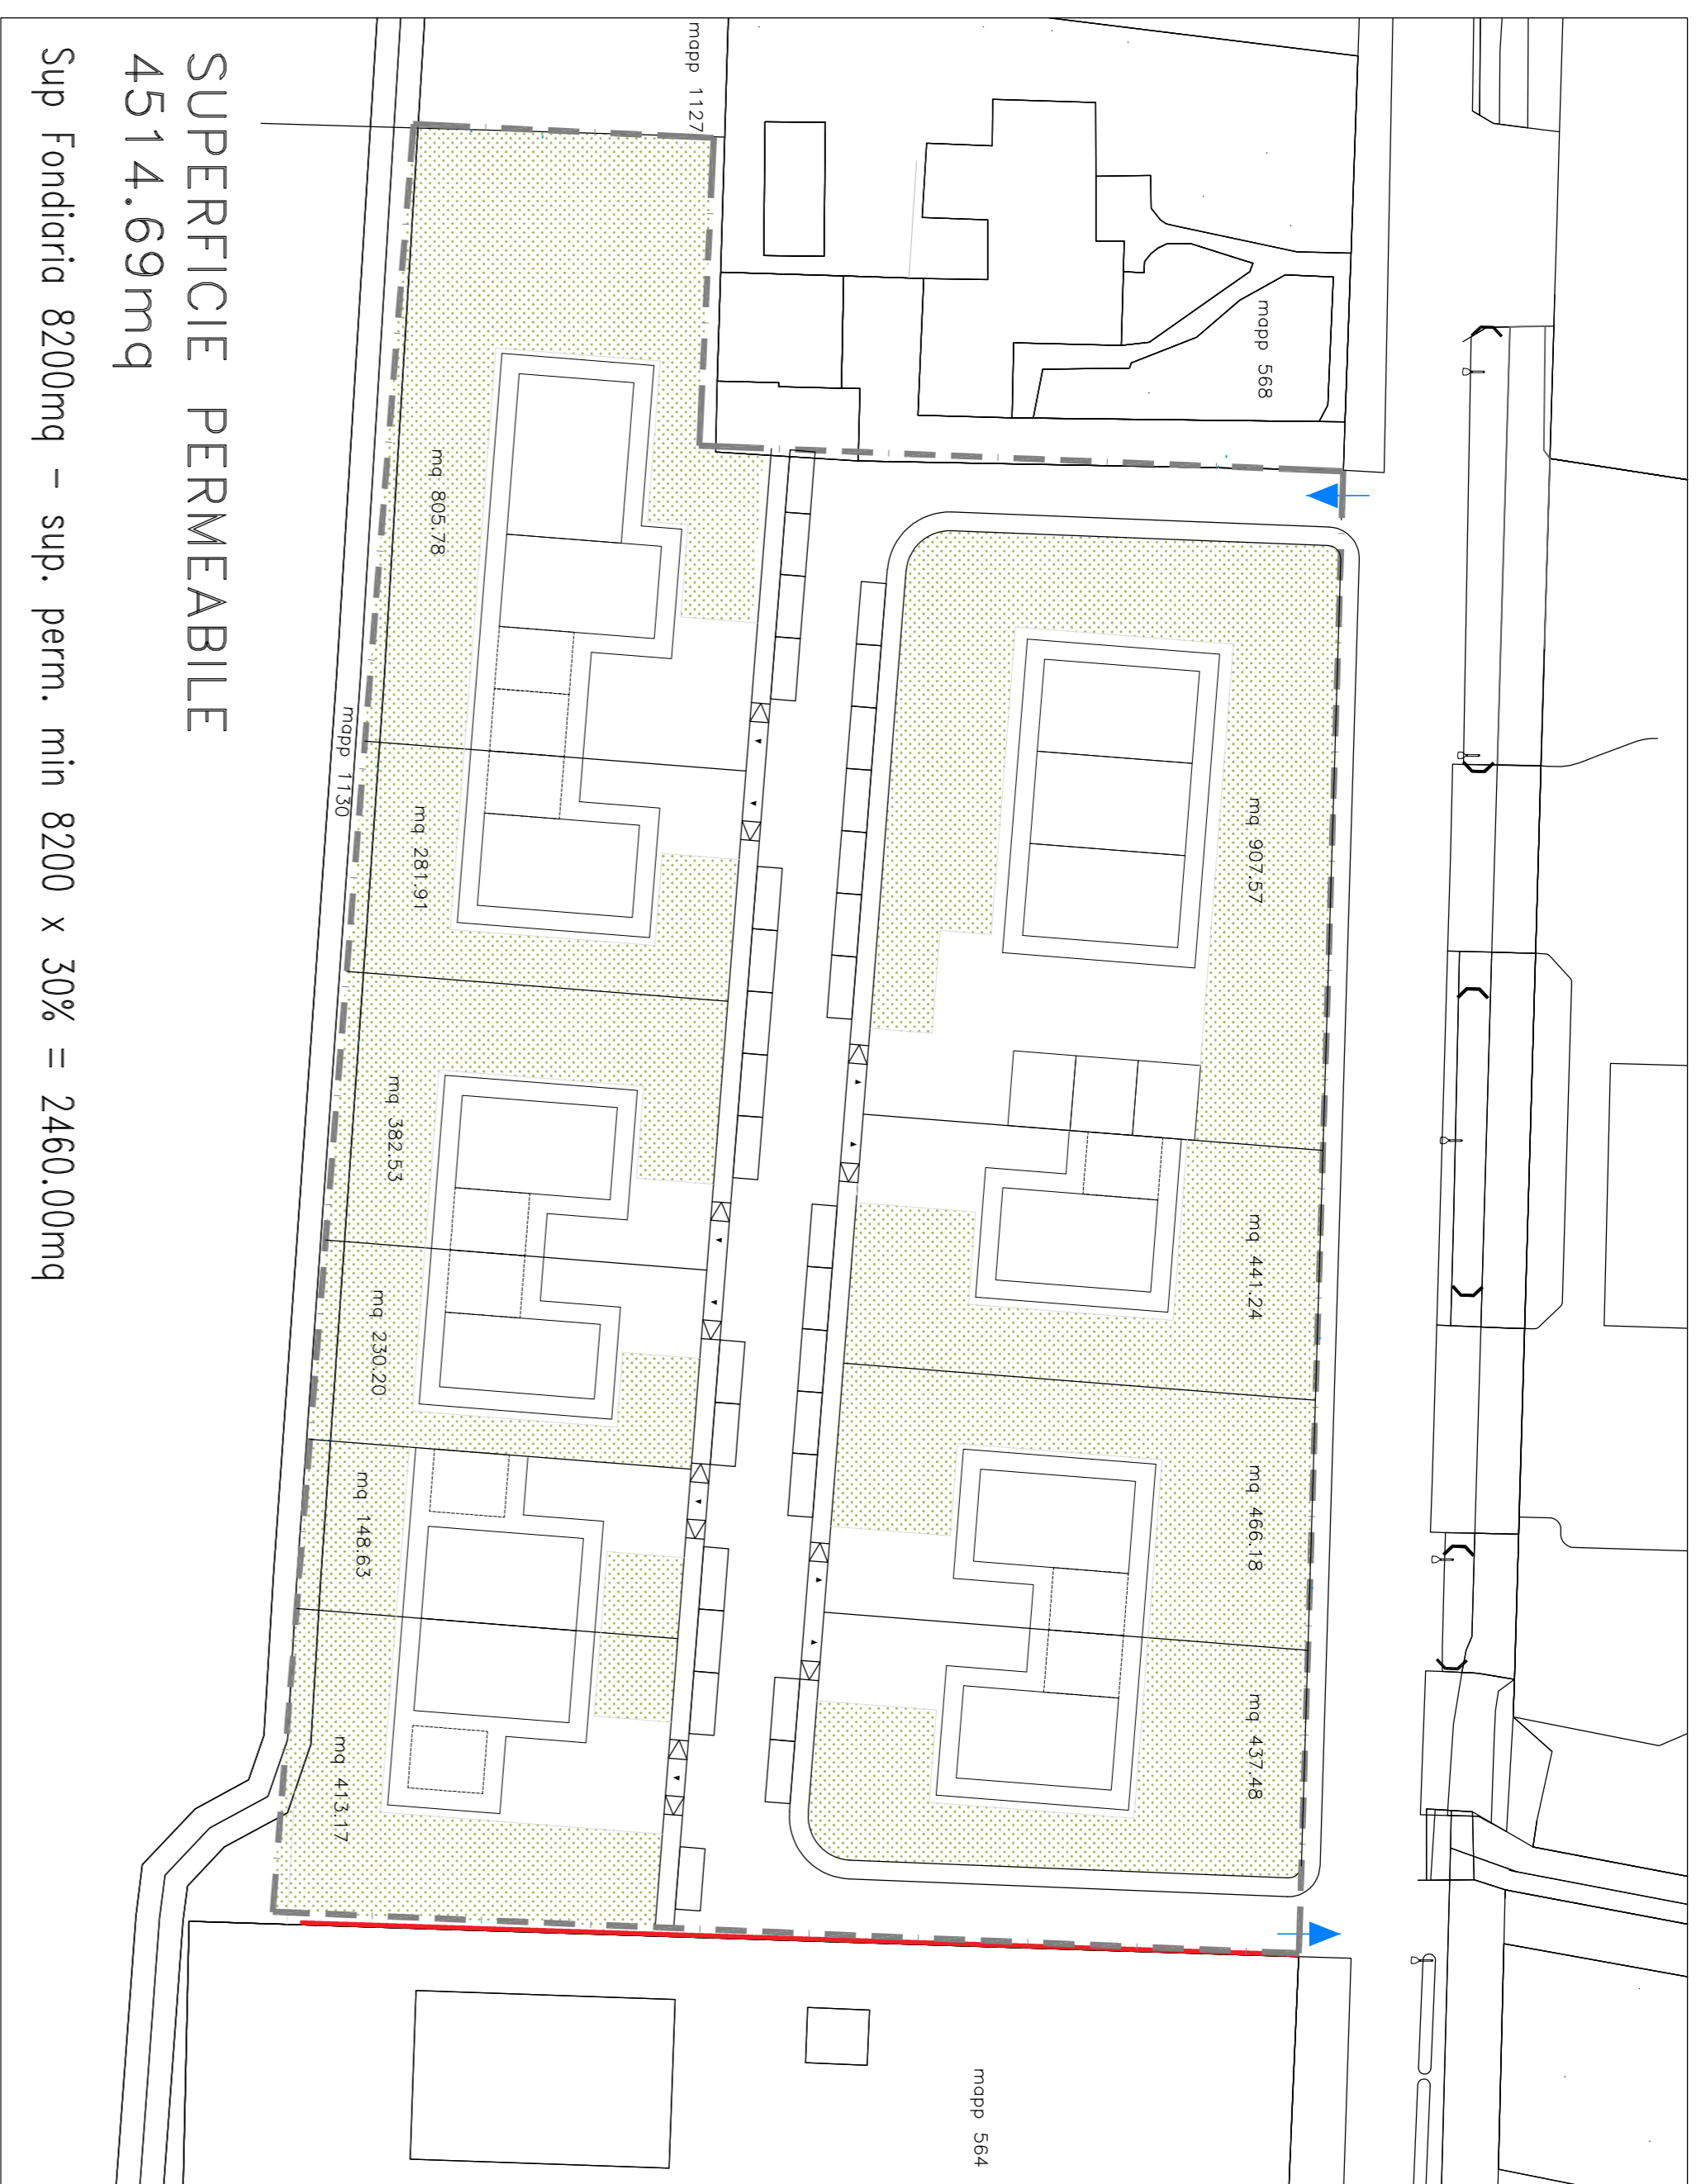 mapp 1127
mapp 568
mq 805.78
mq 907.57
mapp 1130
mq 281.91
mq 441.24
mq 382.53
mq 466.18
mq 230.20
mq 437.48
mq 148.63
mq 413.17
mapp 564
SUPERFICIE PERMEABILE
4514.69mq
Sup Fondiaria 8200mq - sup. perm. min 8200 x 30% = 2460.00mq